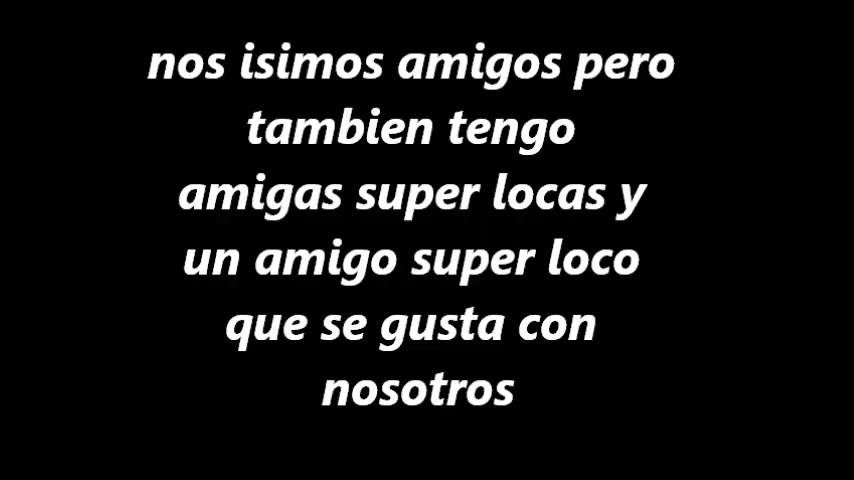 nos isimos amigos pero
tambien tengo
amigas super locas y
un amigo super loco
que se gusta con
nosotros